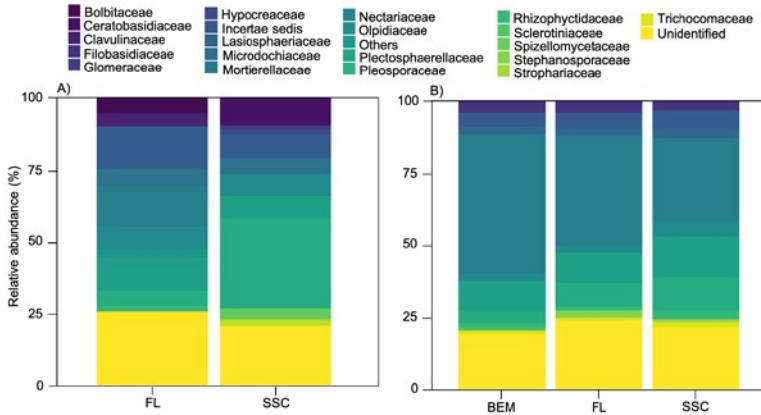 Bolbitaceae
Ceratobasidiaceae
Clavulinaceae
Filobasidiaceae
Glomeraceae
Hypocreaceae
Incertae sedis
Lasiosphaeriaceae
Microdochiaceae
Mortierellaceae
Nectariaceae
Olpidiaceae
Others
Plectosphaerellaceae
Pleosporaceae
Rhizophyctidaceae
Sclerotiniaceae
Spizellomycetaceae
Stephanosporaceae
Strophariaceae
Trichocomaceae
Unidentified
A)
Relative abundance (%)
100
75
50
25
0
FL SSC
B)
100
75
50
25
0
BEM FL SSC